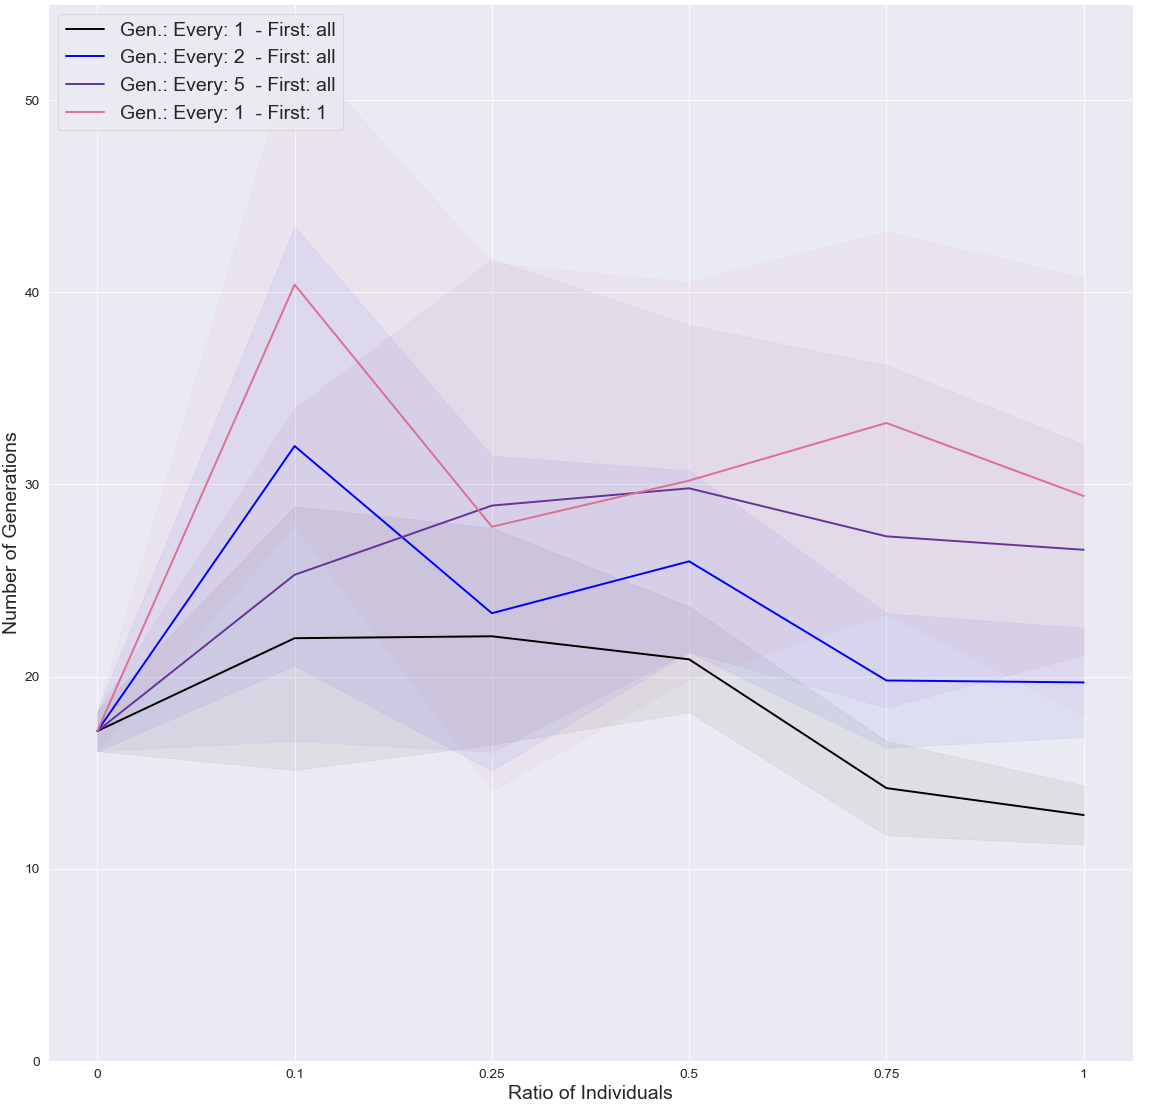 Gen.: Every: 1  - First: all
Gen.: Every: 2  - First: all
Gen.: Every: 5  - First: all
Gen.: Every: 1  - First: 1
50
40
30
20
10
0
Number of Generations
0 0.1 0.25 0.5 0.75 1
Ratio of Individuals